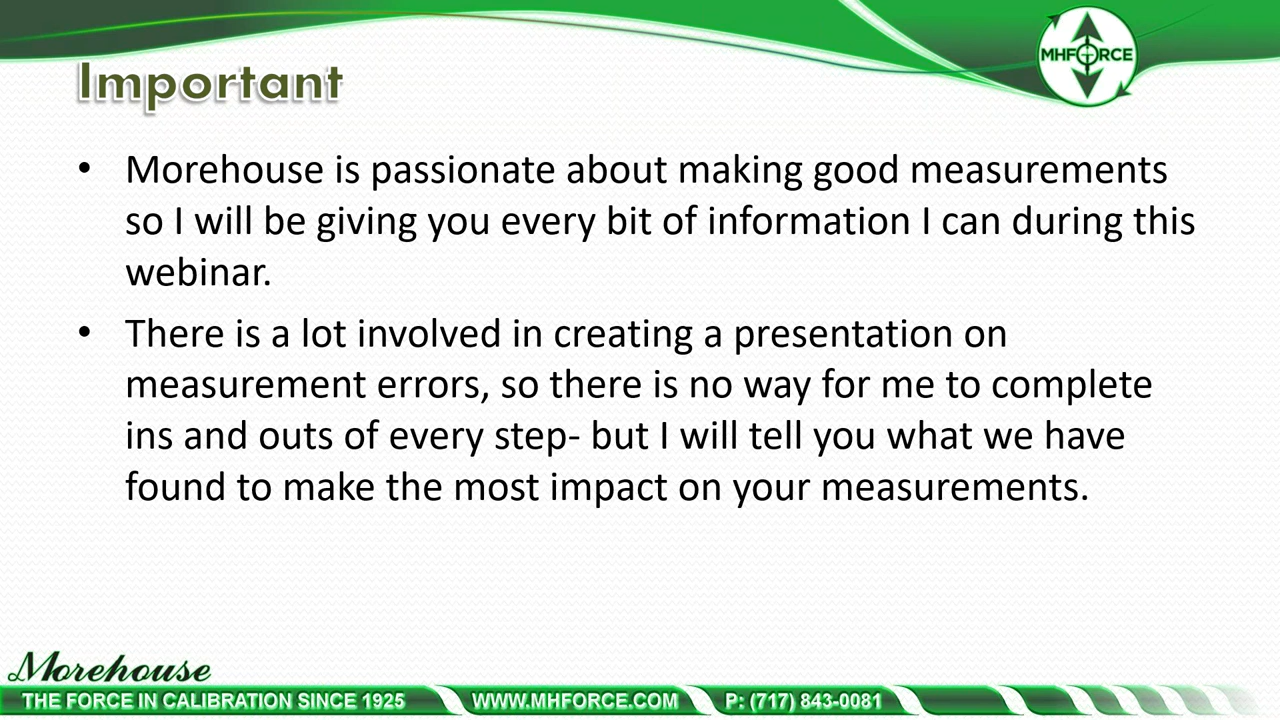 MHFORCE
Important
• Morehouse is passionate about making good measurements
so I will be giving you every bit of information I can during this
webinar.
• There is a lot involved in creating a presentation on
measurement errors, so there is no way for me to complete
ins and outs of every step- but I will tell you what we have
found to make the most impact on your measurements.
Morehouse
THE FORCE IN CALIBRATION SINCE 1925 WWW.MHFORCE.COM P: (717) 843-0081